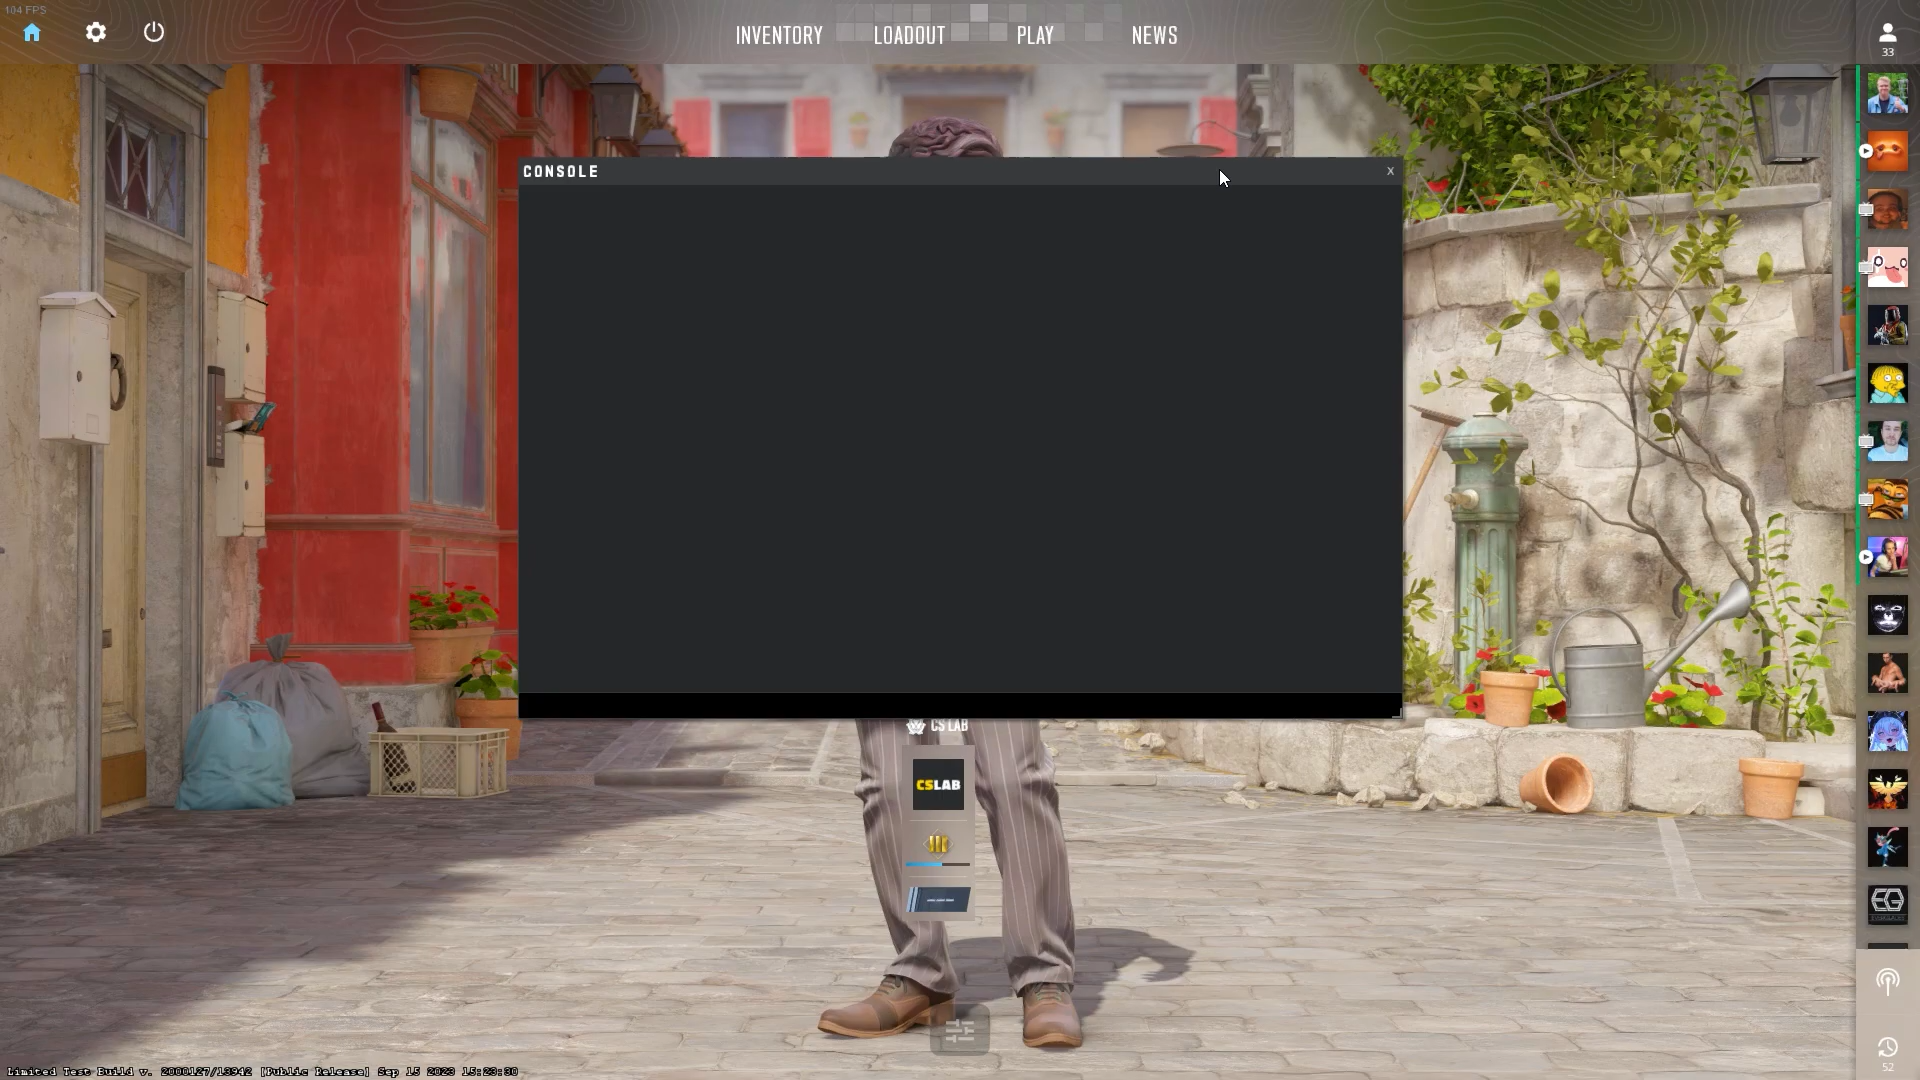 104 FPS
INVENTORY LOADOUT PLAY NEWS
33
CONSOLE X
CS LAB
CSLAB
52
Limited Test Build v. 2000127/13942 [Public Release] Sep 15 2023 15:23:30